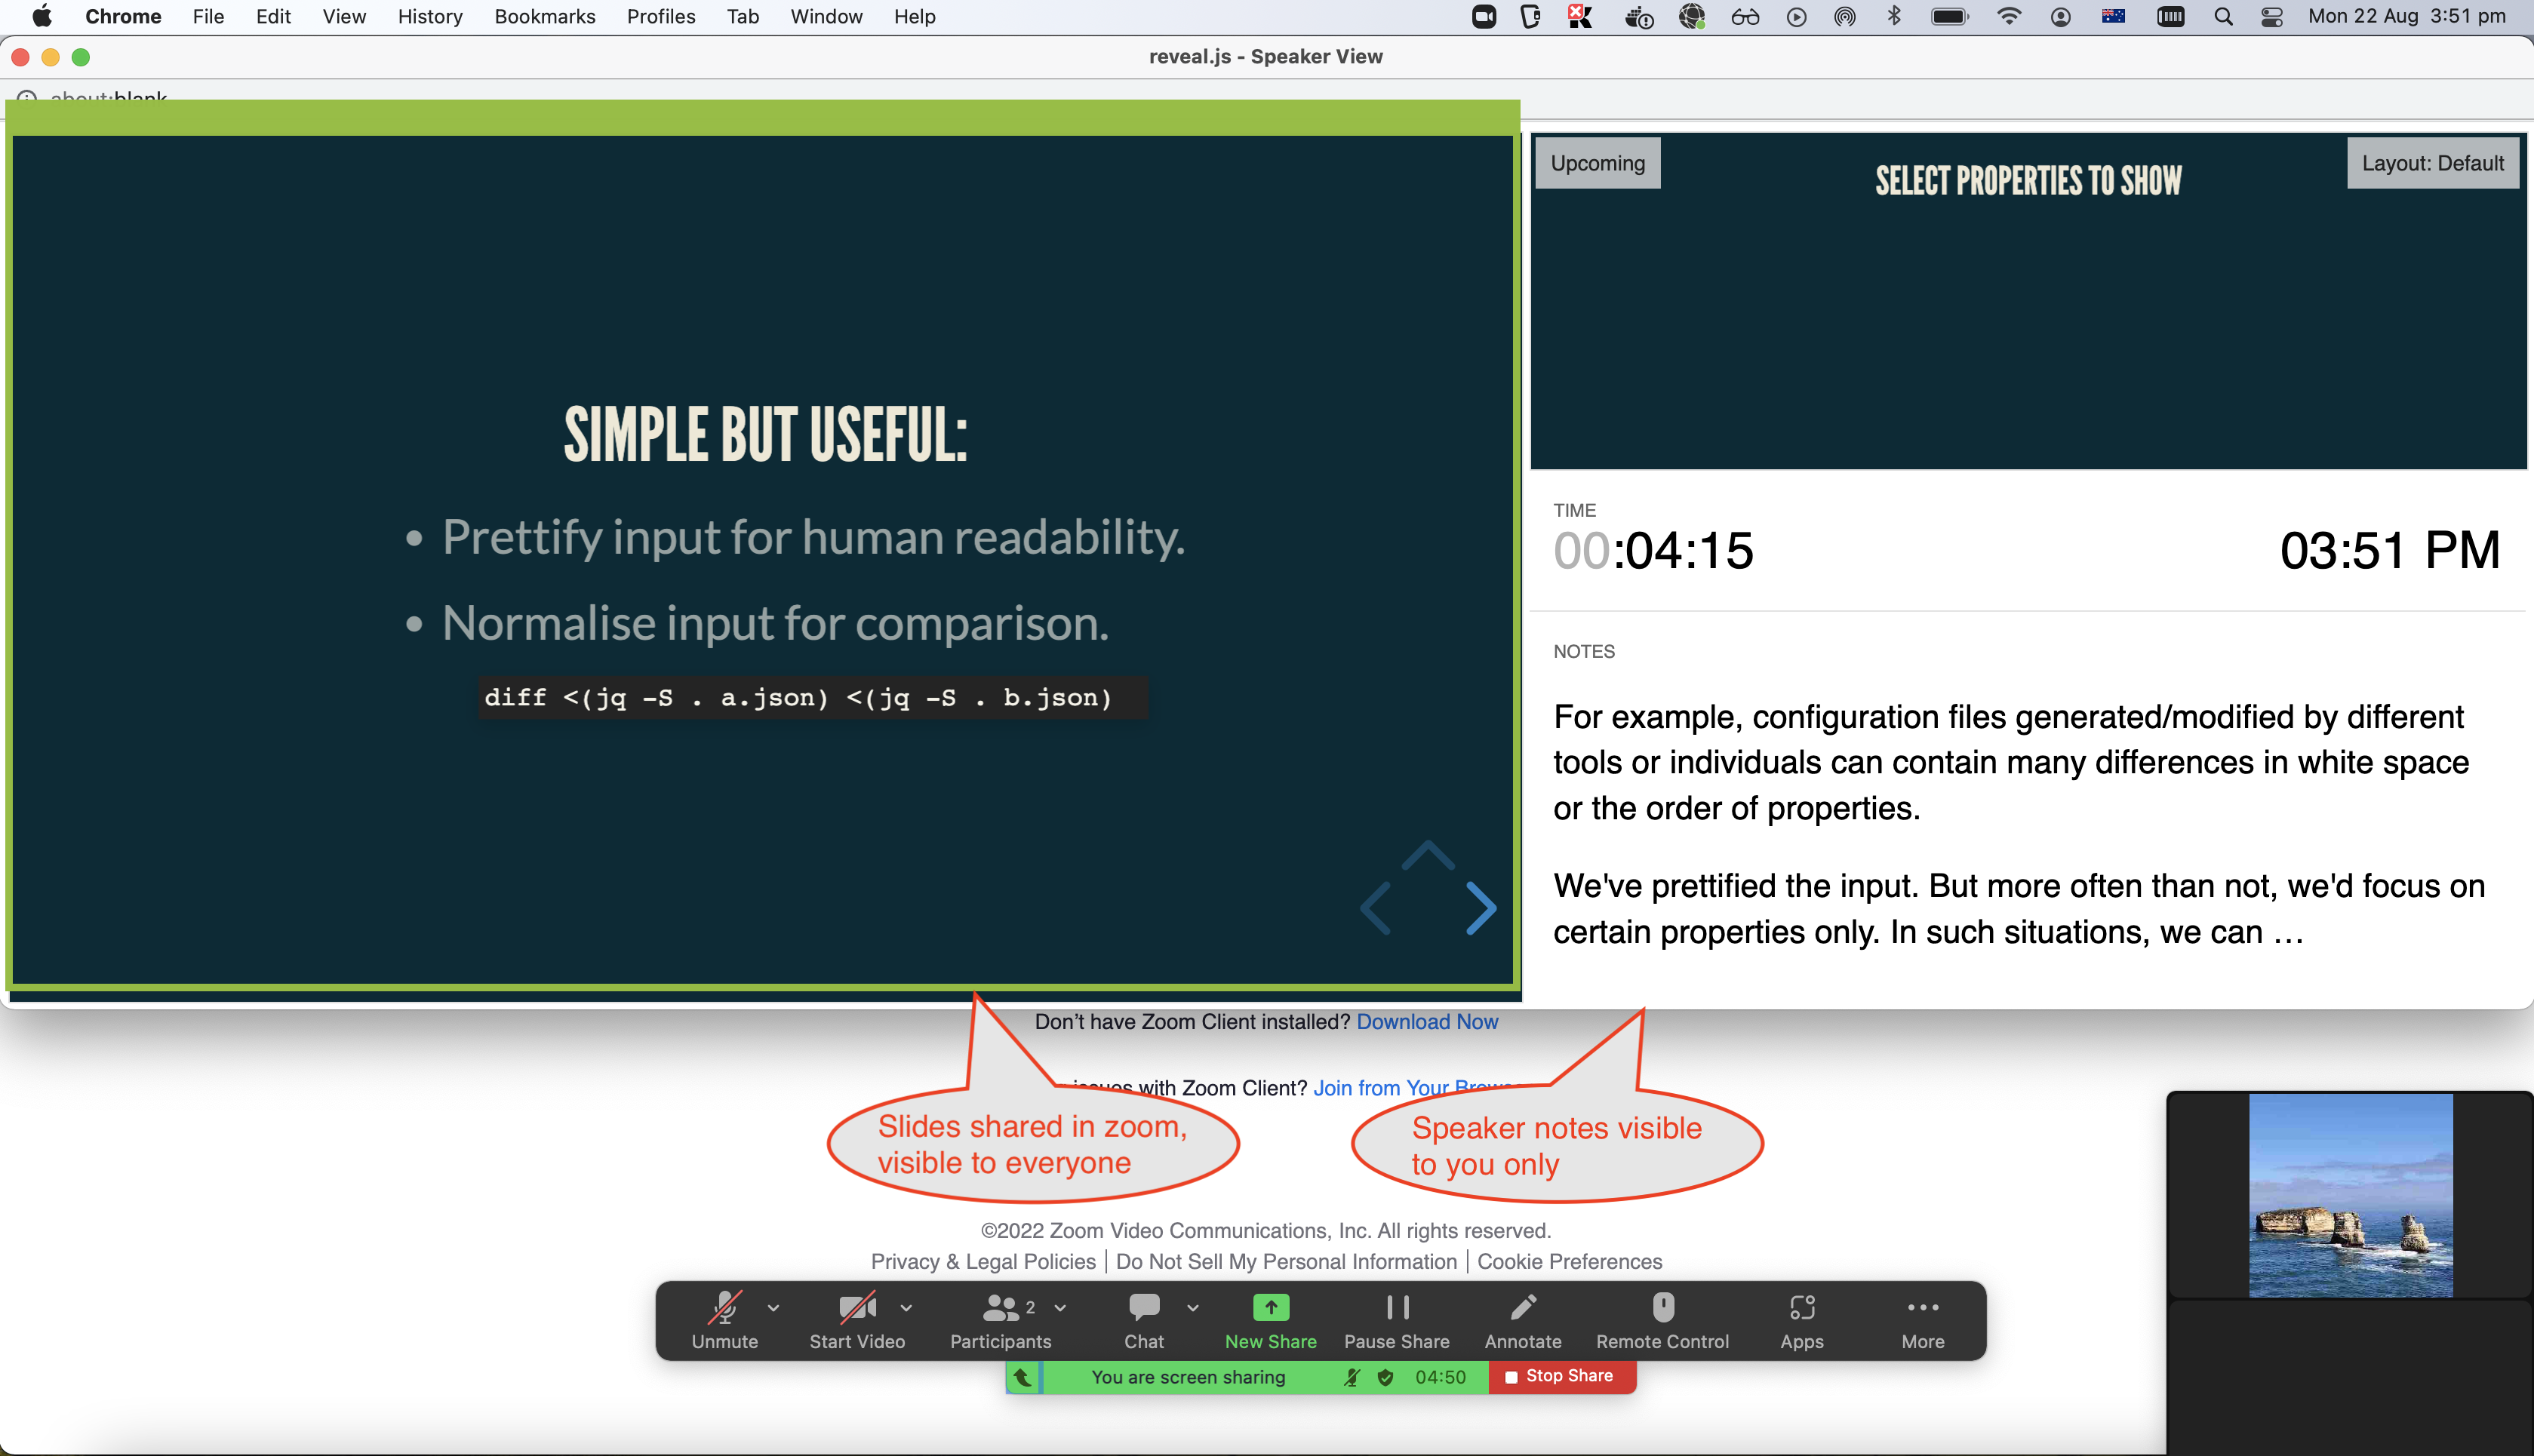 Chrome File Edit View History Bookmarks Profiles Tab Window Help Mon 22 Aug 3:51 pm
reveal.js - Speaker View
about:blank
SIMPLE BUT USEFUL:
• Prettify input for human readability.
• Normalise input for comparison.
diff <(jq -S . a.json) <(jq -S . b.json)
Upcoming
SELECT PROPERTIES TO SHOW
Layout: Default
TIME
00:04:15
03:51 PM
NOTES
For example, configuration files generated/modified by different
tools or individuals can contain many differences in white space
or the order of properties.
We've prettified the input. But more often than not, we'd focus on
certain properties only. In such situations, we can …
Don’t have Zoom Client installed? Download Now
issues with Zoom Client? Join from Your
Slides shared in zoom,
visible to everyone
Speaker notes visible
to you only
©2022 Zoom Video Communications, Inc. All rights reserved.
Privacy & Legal Policies | Do Not Sell My Personal Information | Cookie Preferences
2
Unmute Start Video Participants Chat New Share Pause Share Annotate Remote Control Apps More
You are screen sharing 04:50 Stop Share